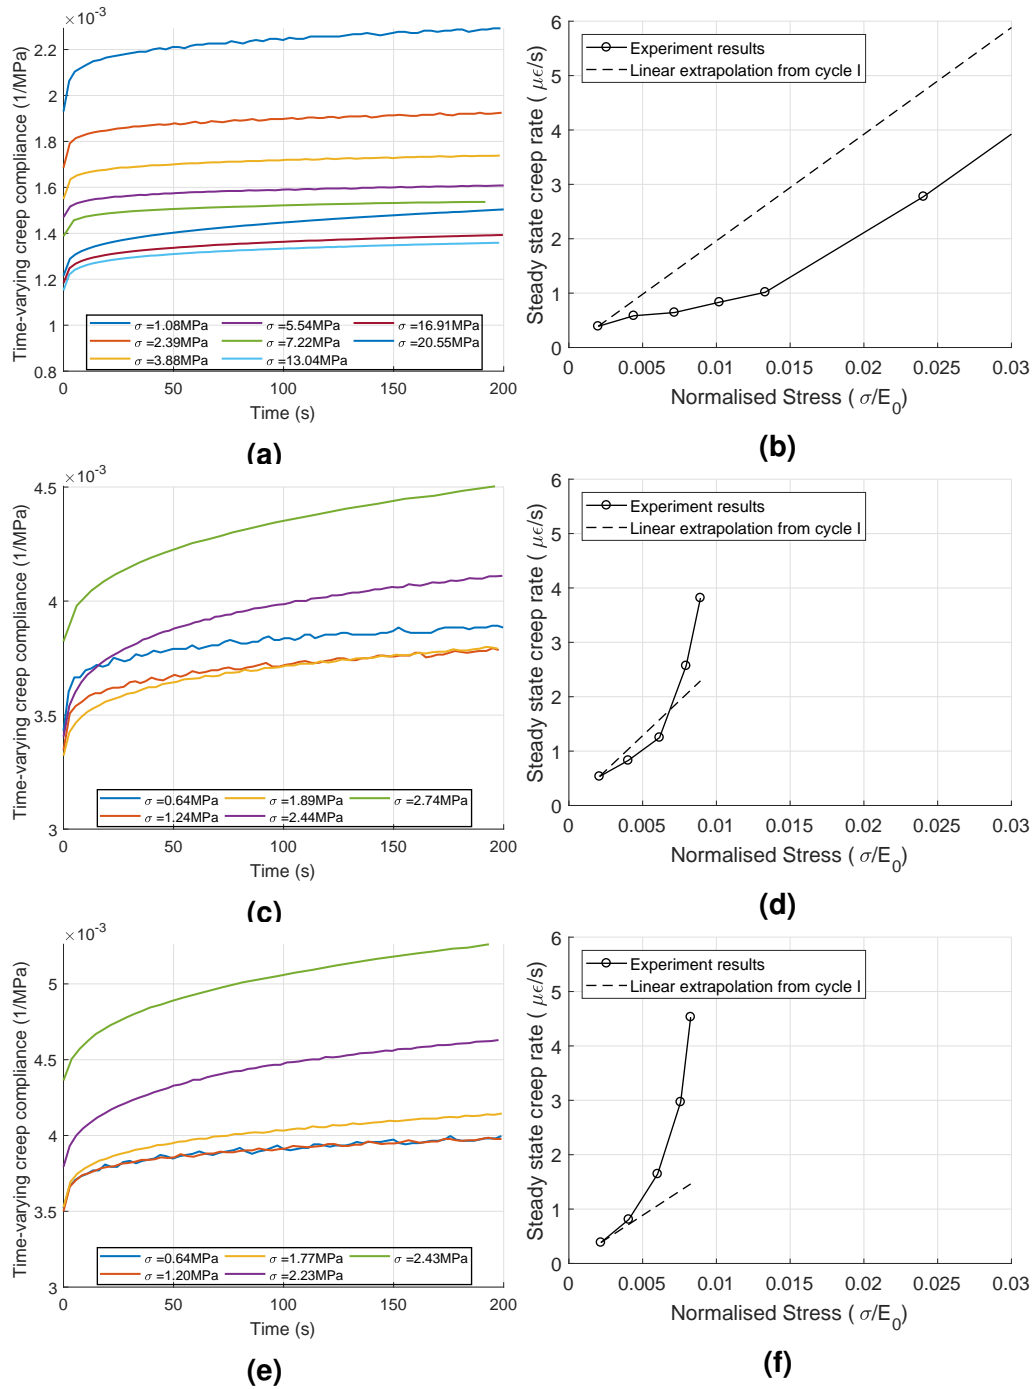 ×10⁻³
2.2
2
1.8
1.6
1.4
1.2
1
0.8
Time-varying creep compliance (1/MPa)
σ =1.08MPa
σ =2.39MPa
σ =3.88MPa
σ =5.54MPa
σ =7.22MPa
σ =13.04MPa
σ =16.91MPa
σ =20.55MPa
0 50 100 150 200
Time (s)
(a)
6
5
4
3
2
1
0
Steady state creep rate ( με/s)
Experiment results
Linear extrapolation from cycle I
0 0.005 0.01 0.015 0.02 0.025 0.03
Normalised Stress ( σ/E₀)
(b)
×10⁻³
4.5
4
3.5
3
Time-varying creep compliance (1/MPa)
σ =0.64MPa
σ =1.24MPa
σ =1.89MPa
σ =2.44MPa
σ =2.74MPa
0 50 100 150 200
Time (s)
(c)
6
5
4
3
2
1
0
Steady state creep rate ( με/s)
Experiment results
Linear extrapolation from cycle I
0 0.005 0.01 0.015 0.02 0.025 0.03
Normalised Stress ( σ/E₀)
(d)
×10⁻³
5
4.5
4
3.5
3
Time-varying creep compliance (1/MPa)
σ =0.64MPa
σ =1.20MPa
σ =1.77MPa
σ =2.23MPa
σ =2.43MPa
0 50 100 150 200
Time (s)
(e)
6
5
4
3
2
1
0
Steady state creep rate ( με/s)
Experiment results
Linear extrapolation from cycle I
0 0.005 0.01 0.015 0.02 0.025 0.03
Normalised Stress ( σ/E₀)
(f)